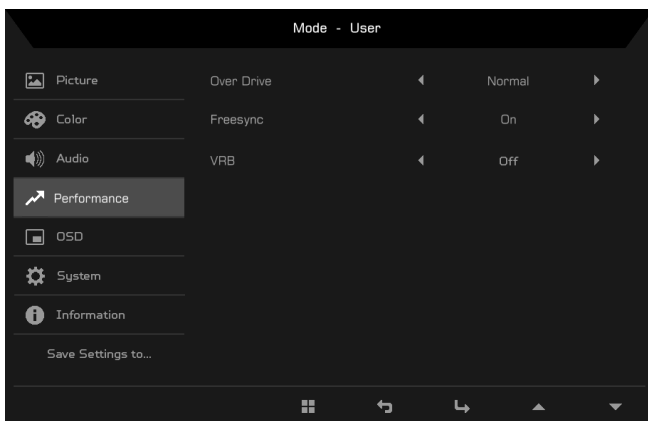 Mode - User
Picture
Over Drive Normal
Color
Freesync On
Audio
VRB Off
Performance
OSD
System
Information
Save Settings to...